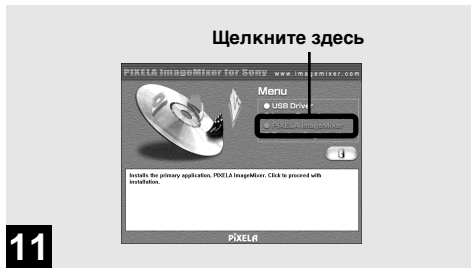 Щелкните здесь
PIXELA ImageMixer for Sony www.imagemixer.com
Menu
USB Driver
PIXELA ImageMixer
Installs the primary application, PIXELA ImageMixer. Click to proceed with
installation.
PIXELA
11